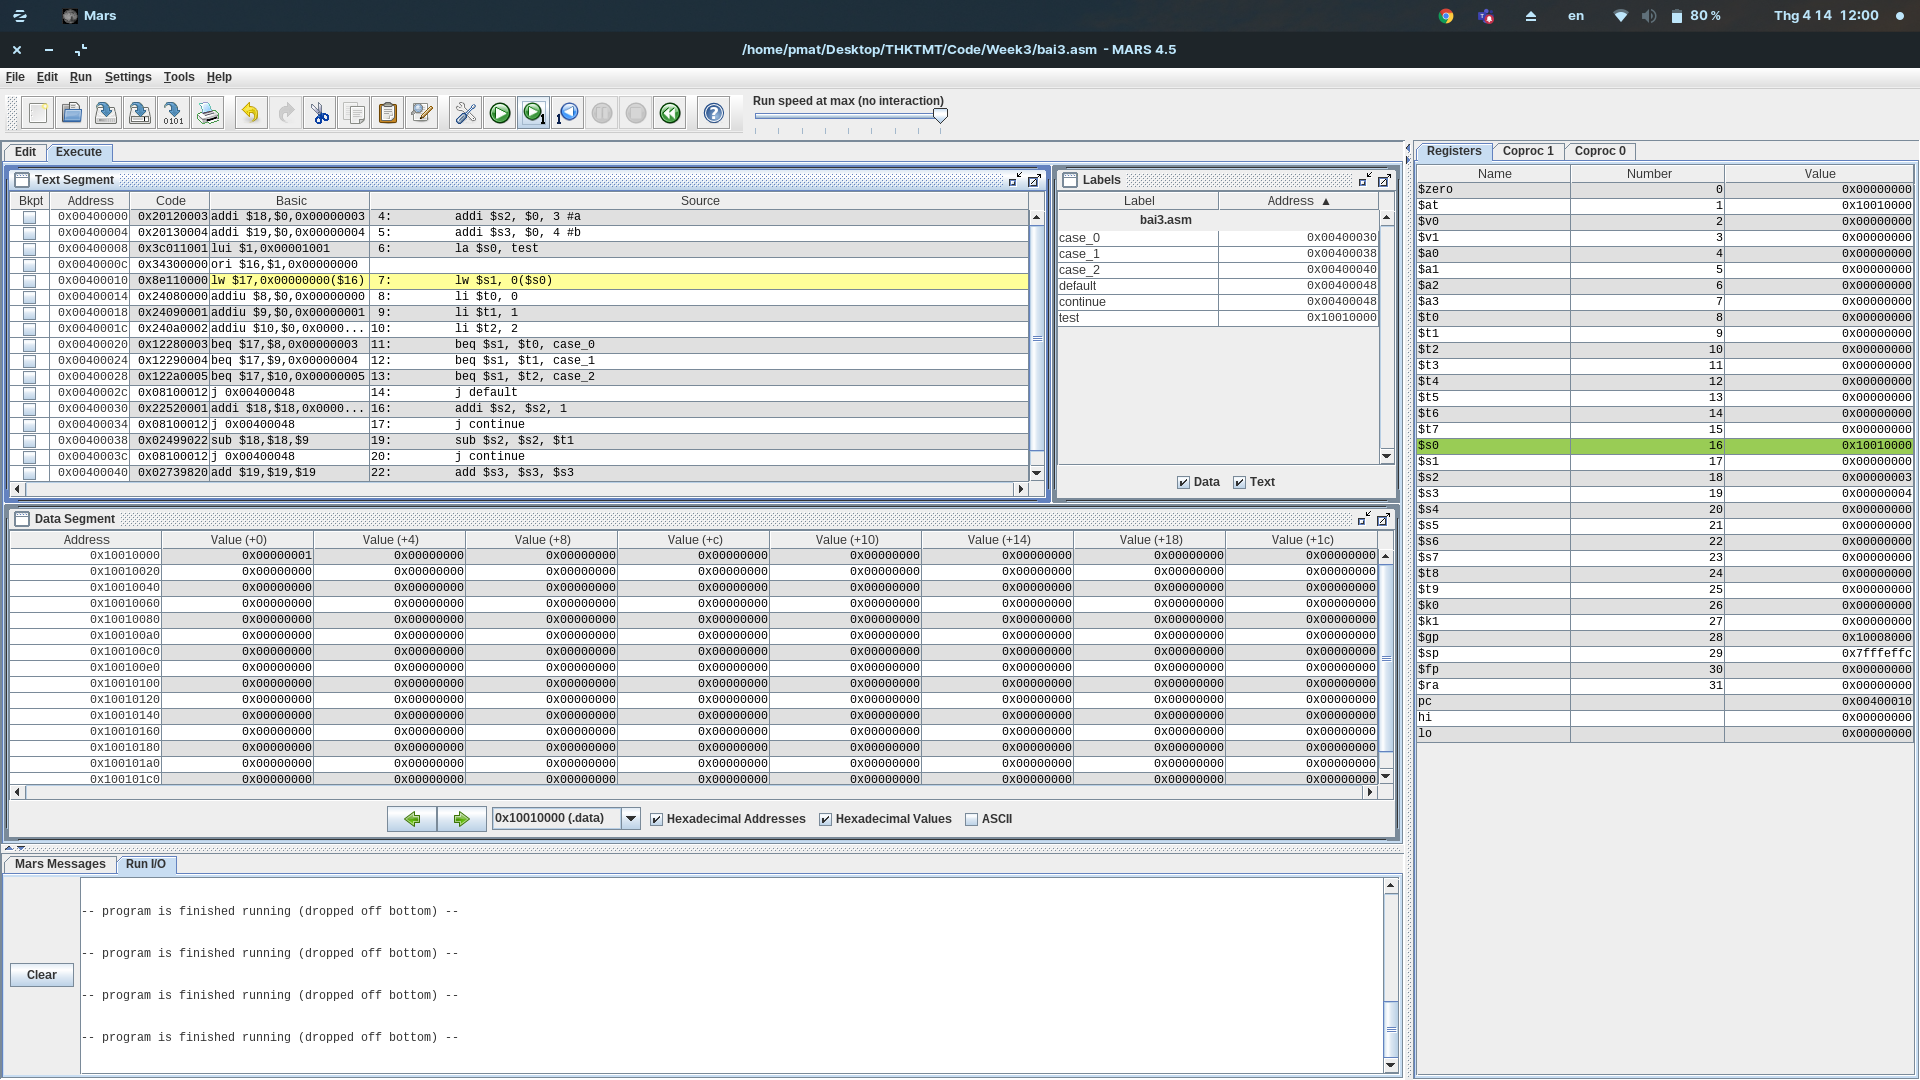 Mars
en
80 %
Thg 4 14 12:00
/home/pmat/Desktop/THKTMT/Code/Week3/bai3.asm - MARS 4.5
File Edit Run Settings Tools Help
Run speed at max (no interaction)
Edit Execute
Text Segment
Bkpt Address Code Basic Source
0x00400000 0x20120003 addi $18,$0,0x00000003 4: addi $s2, $0, 3 #a
0x00400004 0x20130004 addi $19,$0,0x00000004 5: addi $s3, $0, 4 #b
0x00400008 0x3c011001 lui $1,0x00001001 6: la $s0, test
0x0040000c 0x34300000 ori $16,$1,0x00000000
0x00400010 0x8e110000 lw $17,0x00000000($16) 7: lw $s1, 0($s0)
0x00400014 0x24080000 addiu $8,$0,0x00000000 8: li $t0, 0
0x00400018 0x24090001 addiu $9,$0,0x00000001 9: li $t1, 1
0x0040001c 0x240a0002 addiu $10,$0,0x0000... 10: li $t2, 2
0x00400020 0x12280003 beq $17,$8,0x00000003 11: beq $s1, $t0, case_0
0x00400024 0x12290004 beq $17,$9,0x00000004 12: beq $s1, $t1, case_1
0x00400028 0x122a0005 beq $17,$10,0x00000005 13: beq $s1, $t2, case_2
0x0040002c 0x08100012 j 0x00400048 14: j default
0x00400030 0x22520001 addi $18,$18,0x0000... 16: addi $s2, $s2, 1
0x00400034 0x08100012 j 0x00400048 17: j continue
0x00400038 0x02499022 sub $18,$18,$9 19: sub $s2, $s2, $t1
0x0040003c 0x08100012 j 0x00400048 20: j continue
0x00400040 0x02739820 add $19,$19,$19 22: add $s3, $s3, $s3
Labels
Label Address ▲
bai3.asm
case_0 0x00400030
case_1 0x00400038
case_2 0x00400040
default 0x00400048
continue 0x00400048
test 0x10010000
Data Text
Data Segment
Address Value (+0) Value (+4) Value (+8) Value (+c) Value (+10) Value (+14) Value (+18) Value (+1c)
0x10010000 0x00000001 0x00000000 0x00000000 0x00000000 0x00000000 0x00000000 0x00000000 0x00000000
0x10010020 0x00000000 0x00000000 0x00000000 0x00000000 0x00000000 0x00000000 0x00000000 0x00000000
0x10010040 0x00000000 0x00000000 0x00000000 0x00000000 0x00000000 0x00000000 0x00000000 0x00000000
0x10010060 0x00000000 0x00000000 0x00000000 0x00000000 0x00000000 0x00000000 0x00000000 0x00000000
0x10010080 0x00000000 0x00000000 0x00000000 0x00000000 0x00000000 0x00000000 0x00000000 0x00000000
0x100100a0 0x00000000 0x00000000 0x00000000 0x00000000 0x00000000 0x00000000 0x00000000 0x00000000
0x100100c0 0x00000000 0x00000000 0x00000000 0x00000000 0x00000000 0x00000000 0x00000000 0x00000000
0x100100e0 0x00000000 0x00000000 0x00000000 0x00000000 0x00000000 0x00000000 0x00000000 0x00000000
0x10010100 0x00000000 0x00000000 0x00000000 0x00000000 0x00000000 0x00000000 0x00000000 0x00000000
0x10010120 0x00000000 0x00000000 0x00000000 0x00000000 0x00000000 0x00000000 0x00000000 0x00000000
0x10010140 0x00000000 0x00000000 0x00000000 0x00000000 0x00000000 0x00000000 0x00000000 0x00000000
0x10010160 0x00000000 0x00000000 0x00000000 0x00000000 0x00000000 0x00000000 0x00000000 0x00000000
0x10010180 0x00000000 0x00000000 0x00000000 0x00000000 0x00000000 0x00000000 0x00000000 0x00000000
0x100101a0 0x00000000 0x00000000 0x00000000 0x00000000 0x00000000 0x00000000 0x00000000 0x00000000
0x100101c0 0x00000000 0x00000000 0x00000000 0x00000000 0x00000000 0x00000000 0x00000000 0x00000000
0x10010000 (.data) Hexadecimal Addresses Hexadecimal Values ASCII
Mars Messages Run I/O
Clear
-- program is finished running (dropped off bottom) --
-- program is finished running (dropped off bottom) --
-- program is finished running (dropped off bottom) --
-- program is finished running (dropped off bottom) --
Registers Coproc 1 Coproc 0
Name Number Value
$zero 0 0x00000000
$at 1 0x10010000
$v0 2 0x00000000
$v1 3 0x00000000
$a0 4 0x00000000
$a1 5 0x00000000
$a2 6 0x00000000
$a3 7 0x00000000
$t0 8 0x00000000
$t1 9 0x00000000
$t2 10 0x00000000
$t3 11 0x00000000
$t4 12 0x00000000
$t5 13 0x00000000
$t6 14 0x00000000
$t7 15 0x00000000
$s0 16 0x10010000
$s1 17 0x00000000
$s2 18 0x00000003
$s3 19 0x00000004
$s4 20 0x00000000
$s5 21 0x00000000
$s6 22 0x00000000
$s7 23 0x00000000
$t8 24 0x00000000
$t9 25 0x00000000
$k0 26 0x00000000
$k1 27 0x00000000
$gp 28 0x10008000
$sp 29 0x7fffeffc
$fp 30 0x00000000
$ra 31 0x00000000
pc 0x00400010
hi 0x00000000
lo 0x00000000